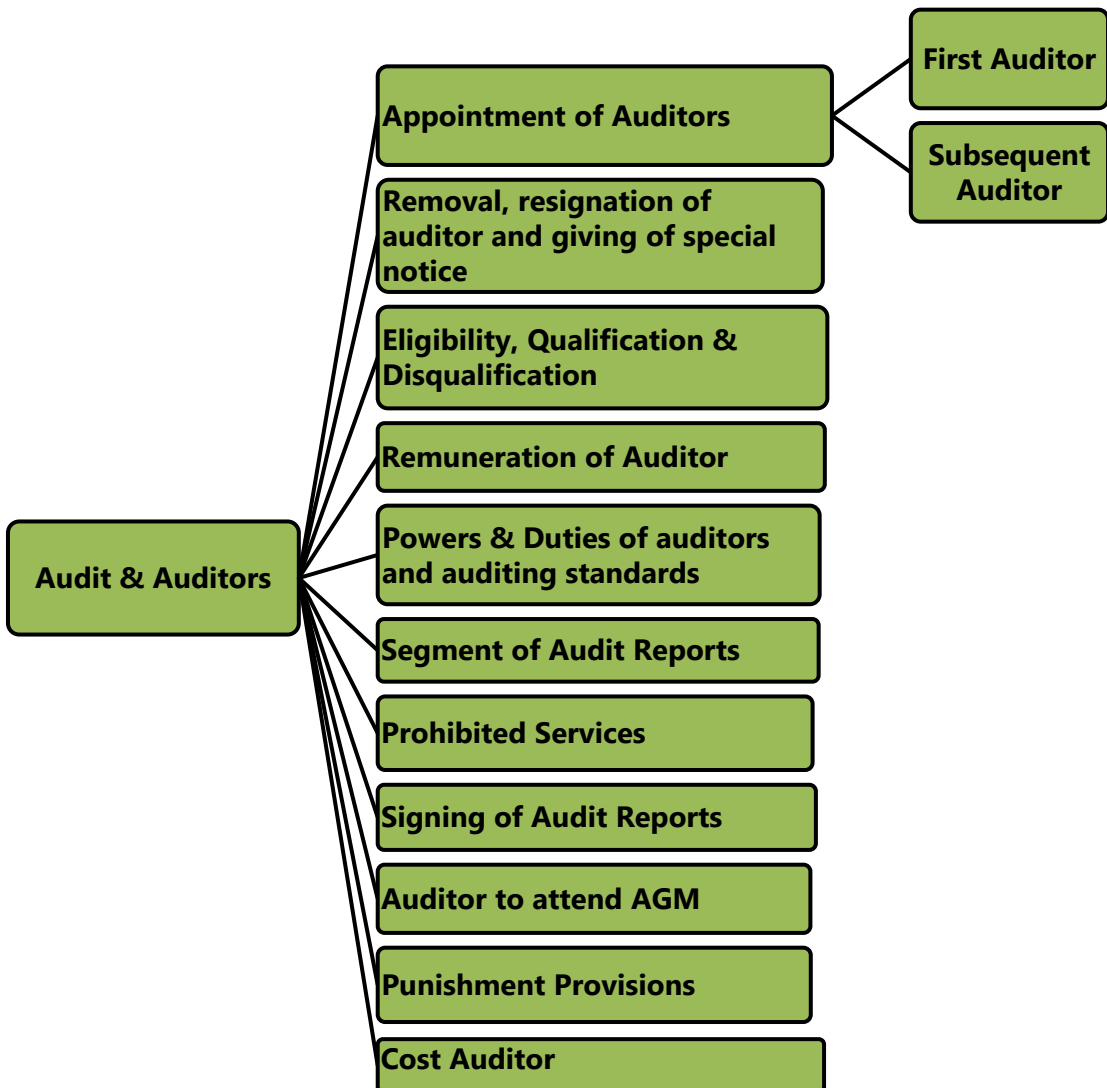 First Auditor
Appointment of Auditors
Subsequent
Auditor
Removal, resignation of
auditor and giving of special
notice
Eligibility, Qualification &
Disqualification
Remuneration of Auditor
Powers & Duties of auditors
and auditing standards
Audit & Auditors
Segment of Audit Reports
Prohibited Services
Signing of Audit Reports
Auditor to attend AGM
Punishment Provisions
Cost Auditor